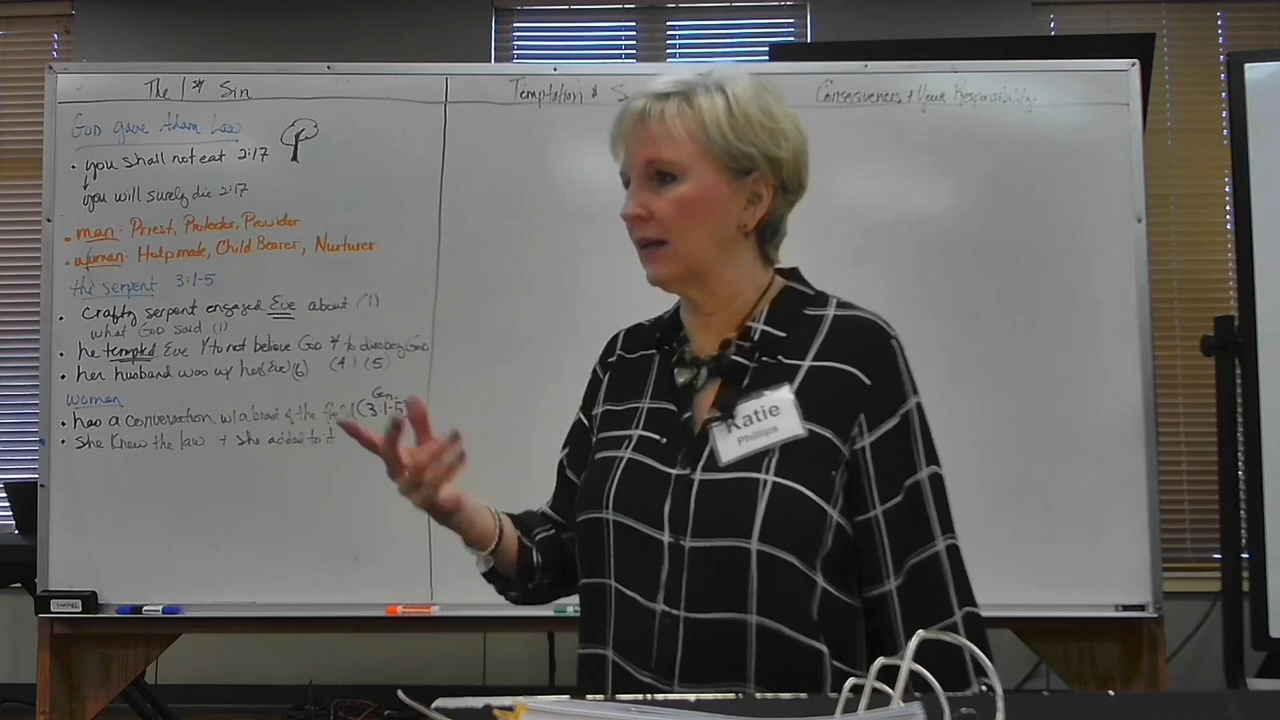 The 1st Sin
Temptation & S
Consequences + Your Responsibility
God gave Adam Law
• you shall not eat 2:17
you will surely die 2:17
• man: Priest, Protector, Provider
• woman: Helpmate, Child Bearer, Nurturer
the serpent 3:1-5
• crafty serpent engaged Eve about (1)
what God said (1)
• he tempted Eve to not believe God & to disobey God
• her husband was w/ her (Eve) (6) (4) (5)
woman
Gen.
• has a conversation w/ a beast of the (3:1-5)
• she knew the law + she added to it
Katie
Phillips